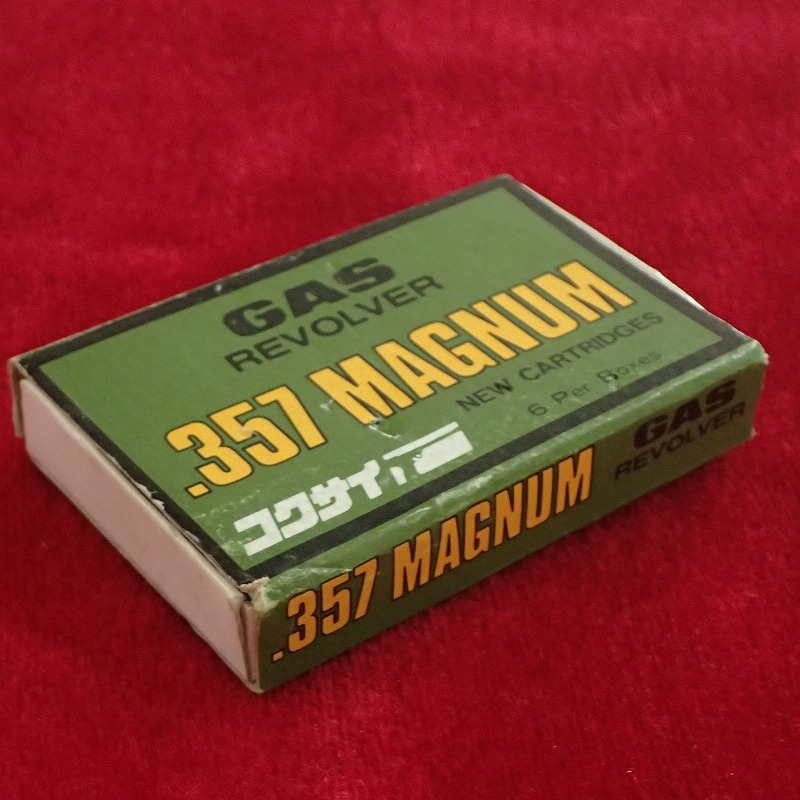 GAS
REVOLVER
.357 MAGNUM
NEW CARTRIDGES
6 Per Boxes
コクサイ
.357 MAGNUM
GAS
REVOLVER